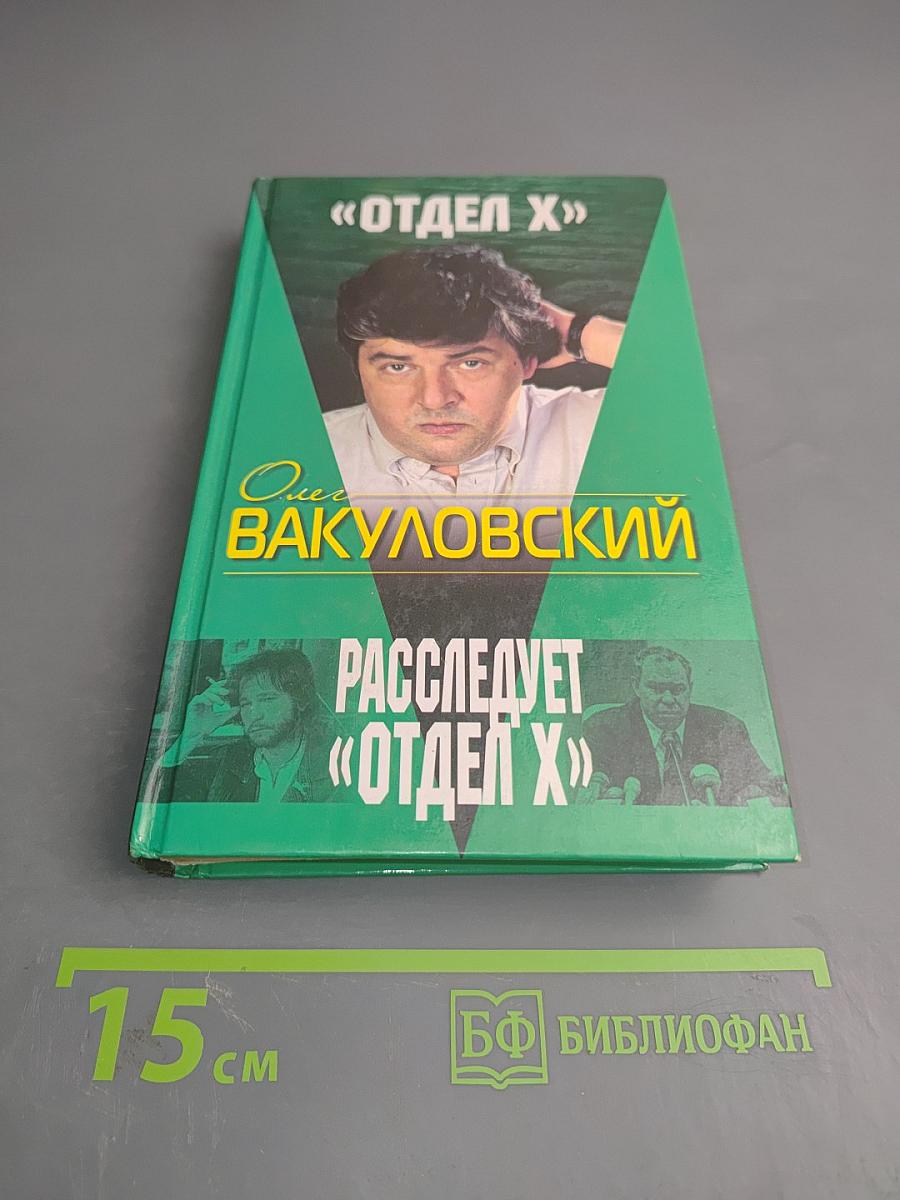 «ОТДЕЛ Х»
Олег
ВАКУЛОВСКИЙ
РАССЛЕДУЕТ
«ОТДЕЛ Х»
15 см
БФ БИБЛИОФАН